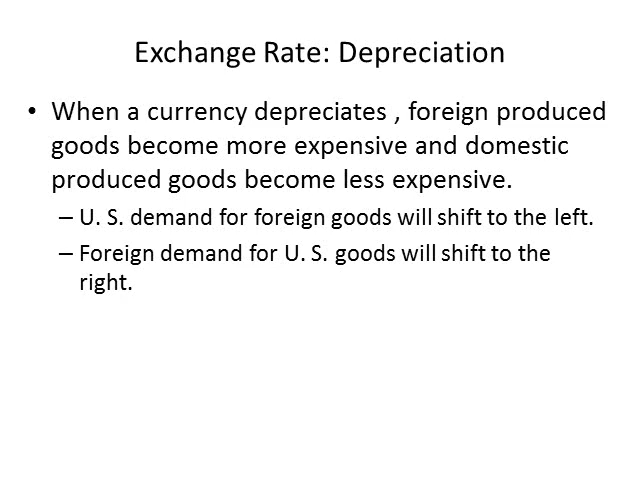 Exchange Rate: Depreciation
• When a currency depreciates , foreign produced
goods become more expensive and domestic
produced goods become less expensive.
– U. S. demand for foreign goods will shift to the left.
– Foreign demand for U. S. goods will shift to the
right.